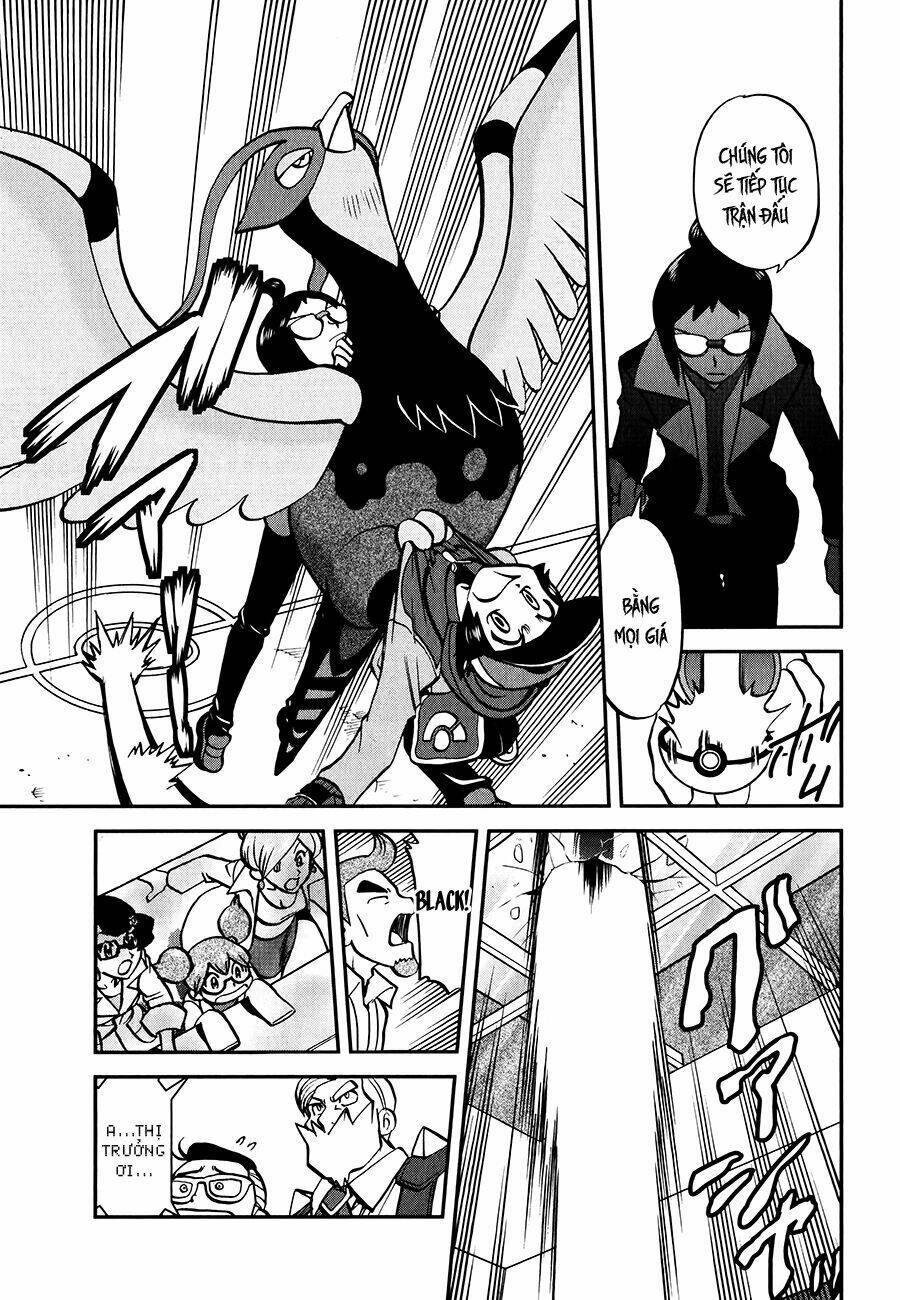 CHÚNG TÔI
SẼ TIẾP TỤC
TRẬN ĐẤU
BẰNG
MỌI GIÁ
BLACK!
A...THỊ
TRƯỞNG
ƠI...